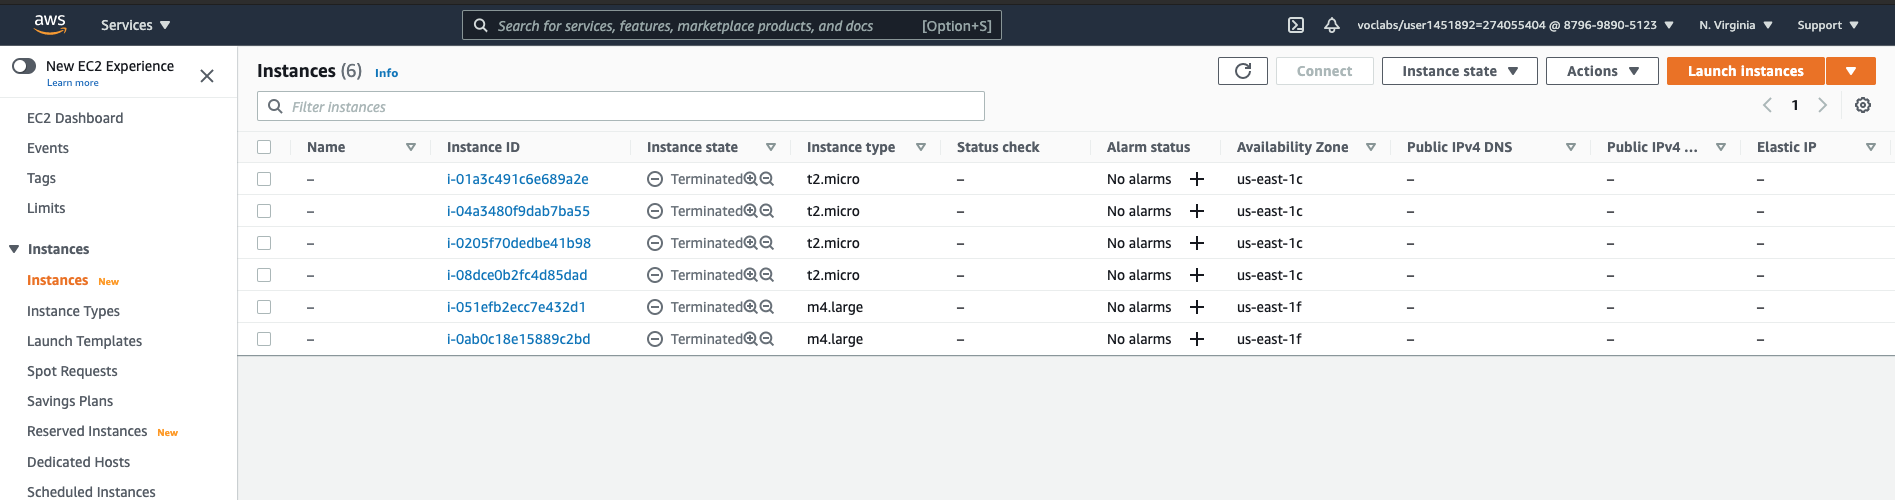 aws Services Search for services, features, marketplace products, and docs [Option+S] voclabs/user1451892=274055404 @ 8796-9890-5123 N. Virginia Support
New EC2 Experience
Learn more
EC2 Dashboard
Events
Tags
Limits
Instances
Instances New
Instance Types
Launch Templates
Spot Requests
Savings Plans
Reserved Instances New
Dedicated Hosts
Scheduled Instances
Instances (6) Info Connect Instance state Actions Launch instances
Filter instances 1
Name Instance ID Instance state Instance type Status check Alarm status Availability Zone Public IPv4 DNS Public IPv4 ... Elastic IP
– i-01a3c491c6e689a2e Terminated t2.micro – No alarms + us-east-1c – – –
– i-04a3480f9dab7ba55 Terminated t2.micro – No alarms + us-east-1c – – –
– i-0205f70dedbe41b98 Terminated t2.micro – No alarms + us-east-1c – – –
– i-08dce0b2fc4d85dad Terminated t2.micro – No alarms + us-east-1c – – –
– i-051efb2ecc7e432d1 Terminated m4.large – No alarms + us-east-1f – – –
– i-0ab0c18e15889c2bd Terminated m4.large – No alarms + us-east-1f – – –